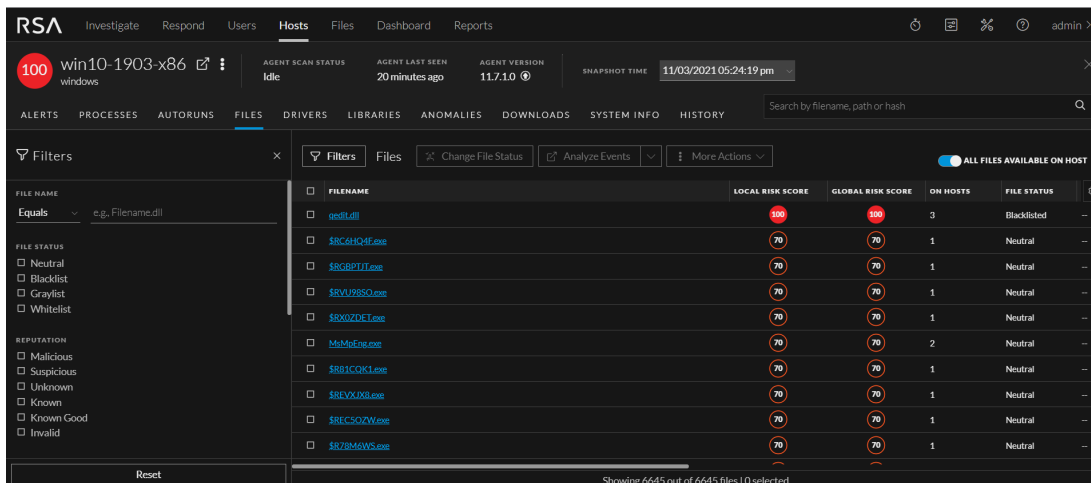 RSA Investigate Respond Users Hosts Files Dashboard Reports admin
100 win10-1903-x86
windows
AGENT SCAN STATUS
Idle
AGENT LAST SEEN
20 minutes ago
AGENT VERSION
11.7.1.0
SNAPSHOT TIME 11/03/2021 05:24:19 pm
Search by filename, path or hash
ALERTS PROCESSES AUTORUNS FILES DRIVERS LIBRARIES ANOMALIES DOWNLOADS SYSTEM INFO HISTORY
Filters
FILE NAME
Equals e.g., Filename.dll
FILE STATUS
Neutral
Blacklist
Graylist
Whitelist
REPUTATION
Malicious
Suspicious
Unknown
Known
Known Good
Invalid
Reset
Filters Files Change File Status Analyze Events More Actions
ALL FILES AVAILABLE ON HOST
FILENAME LOCAL RISK SCORE GLOBAL RISK SCORE ON HOSTS FILE STATUS
qedit.dll 100 100 3 Blacklisted --
$RC6HQ4F.exe 70 70 1 Neutral --
$RGBPTJT.exe 70 70 1 Neutral --
$RVU98SO.exe 70 70 1 Neutral --
$RX0ZDET.exe 70 70 1 Neutral --
MsMpEng.exe 70 70 2 Neutral --
$R81CQK1.exe 70 70 1 Neutral --
$REVXJX8.exe 70 70 1 Neutral --
$REC5OZW.exe 70 70 1 Neutral --
$R78M6WS.exe 70 70 1 Neutral --
Showing 6645 out of 6645 files | 0 selected